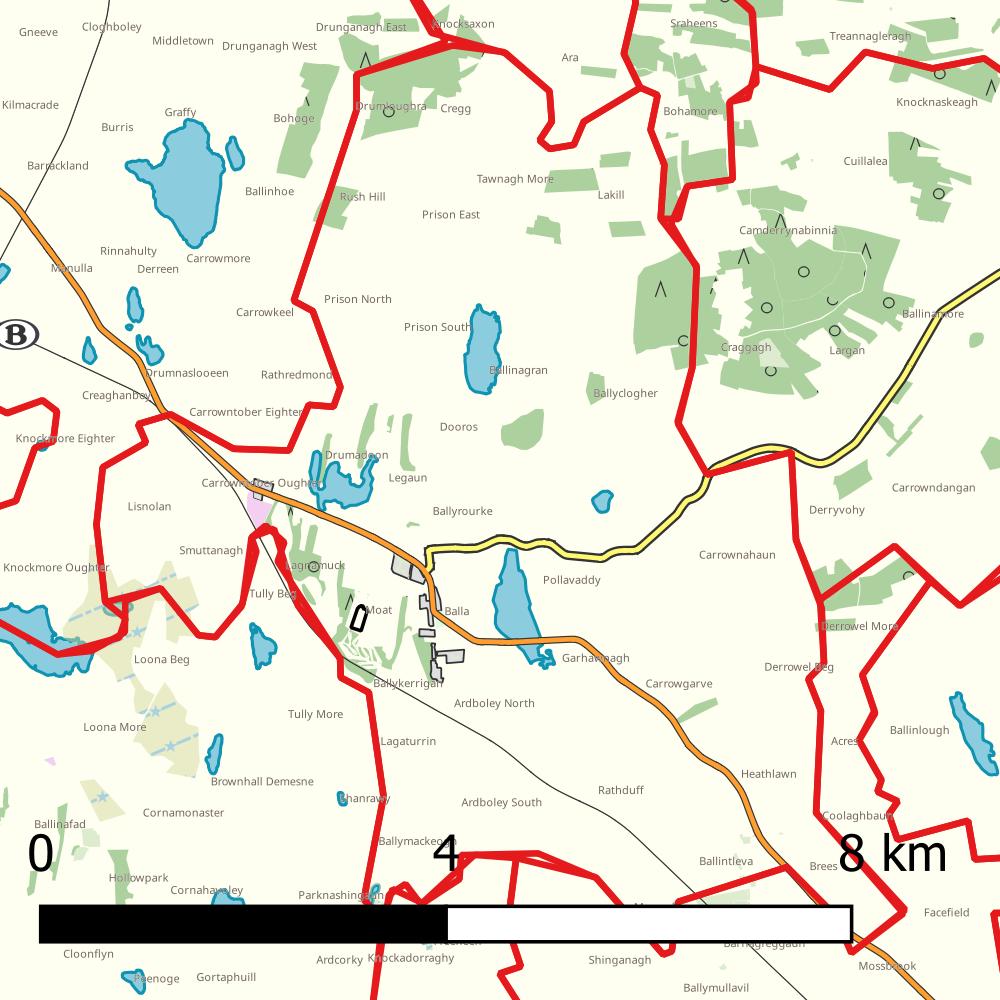 Cloghboley
Drunganagh East
Knocksaxon
Sraheens
Gneeve
Middletown
Drunganagh West
Treannagleragh
Ara
Kilmacrade
Graffy
Bohoge
Drumloughra
Cregg
Bohamore
Knocknaskeagh
Burris
Barrackland
Cuillalea
Ballinhoe
Rush Hill
Tawnagh More
Lakill
Prison East
Camderrynabinnia
Rinnahulty
Carrowmore
Manulla
Derreen
Carrowkeel
Prison North
Prison South
Ballinamore
B
Craggagh
Largan
Drumnaslooeen
Rathredmond
Ballinagran
Creaghanboy
Ballyclogher
Carrowntober Eighter
Dooros
Knockmore Eighter
Drumadoon
Carrowntober Oughter
Legaun
Carrowndangan
Lisnolan
Ballyrourke
Derryvohy
Smuttanagh
Carrownahaun
Knockmore Oughter
Lagnamuck
Pollavaddy
Tully Beg
Moat
Balla
Derrowel More
Loona Beg
Garhawnagh
Derrowel Beg
Ballykerrigan
Carrowgarve
Ardboley North
Tully More
Loona More
Lagaturrin
Acres
Ballinlough
Brownhall Demesne
Heathlawn
Rathduff
Shanrawy
Ardboley South
Cornamonaster
Coolaghbaun
Ballinafad
Ballymackeogh
0
4
8 km
Ballintleva
Brees
Hollowpark
Cornahaveley
Parknashingaun
Facefield
Barnagreggaun
Cloonflyn
Ardcorky
Knockadorraghy
Shinganagh
Mossbrook
Gortaphuill
Ballymullavil